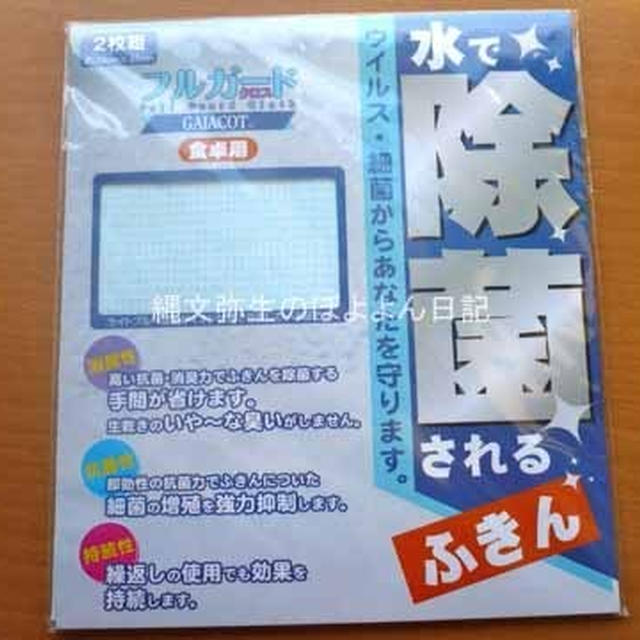 2枚組
フルガード
クロス
Full Guard Cloth
GAIACOT
食卓用
水で
除菌
される
ふきん
ウイルス・細菌からあなたを守ります。
縄文弥生のほよよん日記
消臭性
高い抗菌・消臭力でふきんを除菌する
手間が省けます。
生乾きのいや〜な臭いがしません。
抗菌性
即効性の抗菌力でふきんについた
細菌の増殖を強力抑制します。
持続性
繰返しの使用でも効果を
持続します。